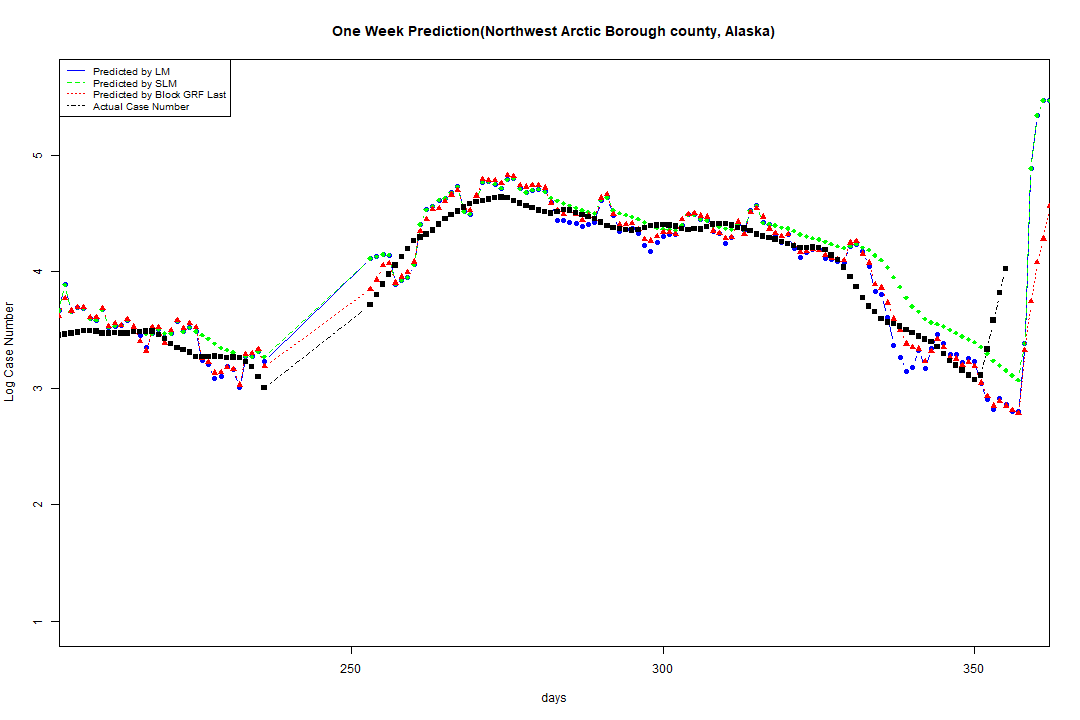 One Week Prediction(Northwest Arctic Borough county, Alaska)
Predicted by LM
Predicted by SLM
Predicted by Block GRF Last
Actual Case Number
5
4
3
2
1
Log Case Number
250
300
350
days